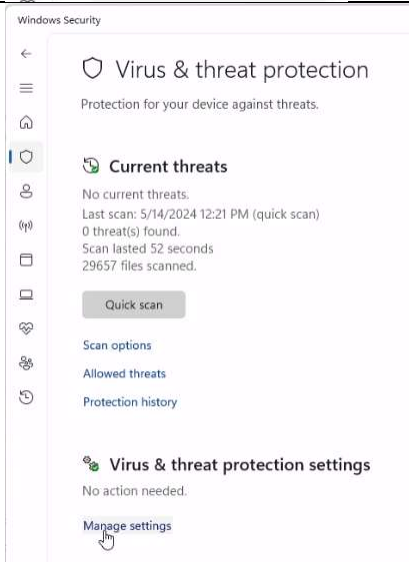 Windows Security
Virus & threat protection
Protection for your device against threats.
Current threats
No current threats.
Last scan: 5/14/2024 12:21 PM (quick scan)
0 threat(s) found.
Scan lasted 52 seconds
29657 files scanned.
Quick scan
Scan options
Allowed threats
Protection history
Virus & threat protection settings
No action needed.
Manage settings